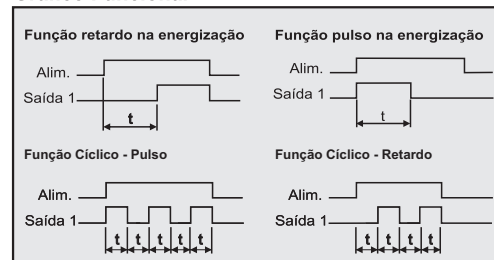 Função retardo na energização
Alim.
Saída 1
t
Função pulso na energização
Alim.
Saída 1
t
Função Cíclico - Pulso
Alim.
Saída 1
t t t t t
Função Cíclico - Retardo
Alim.
Saída 1
t t t t